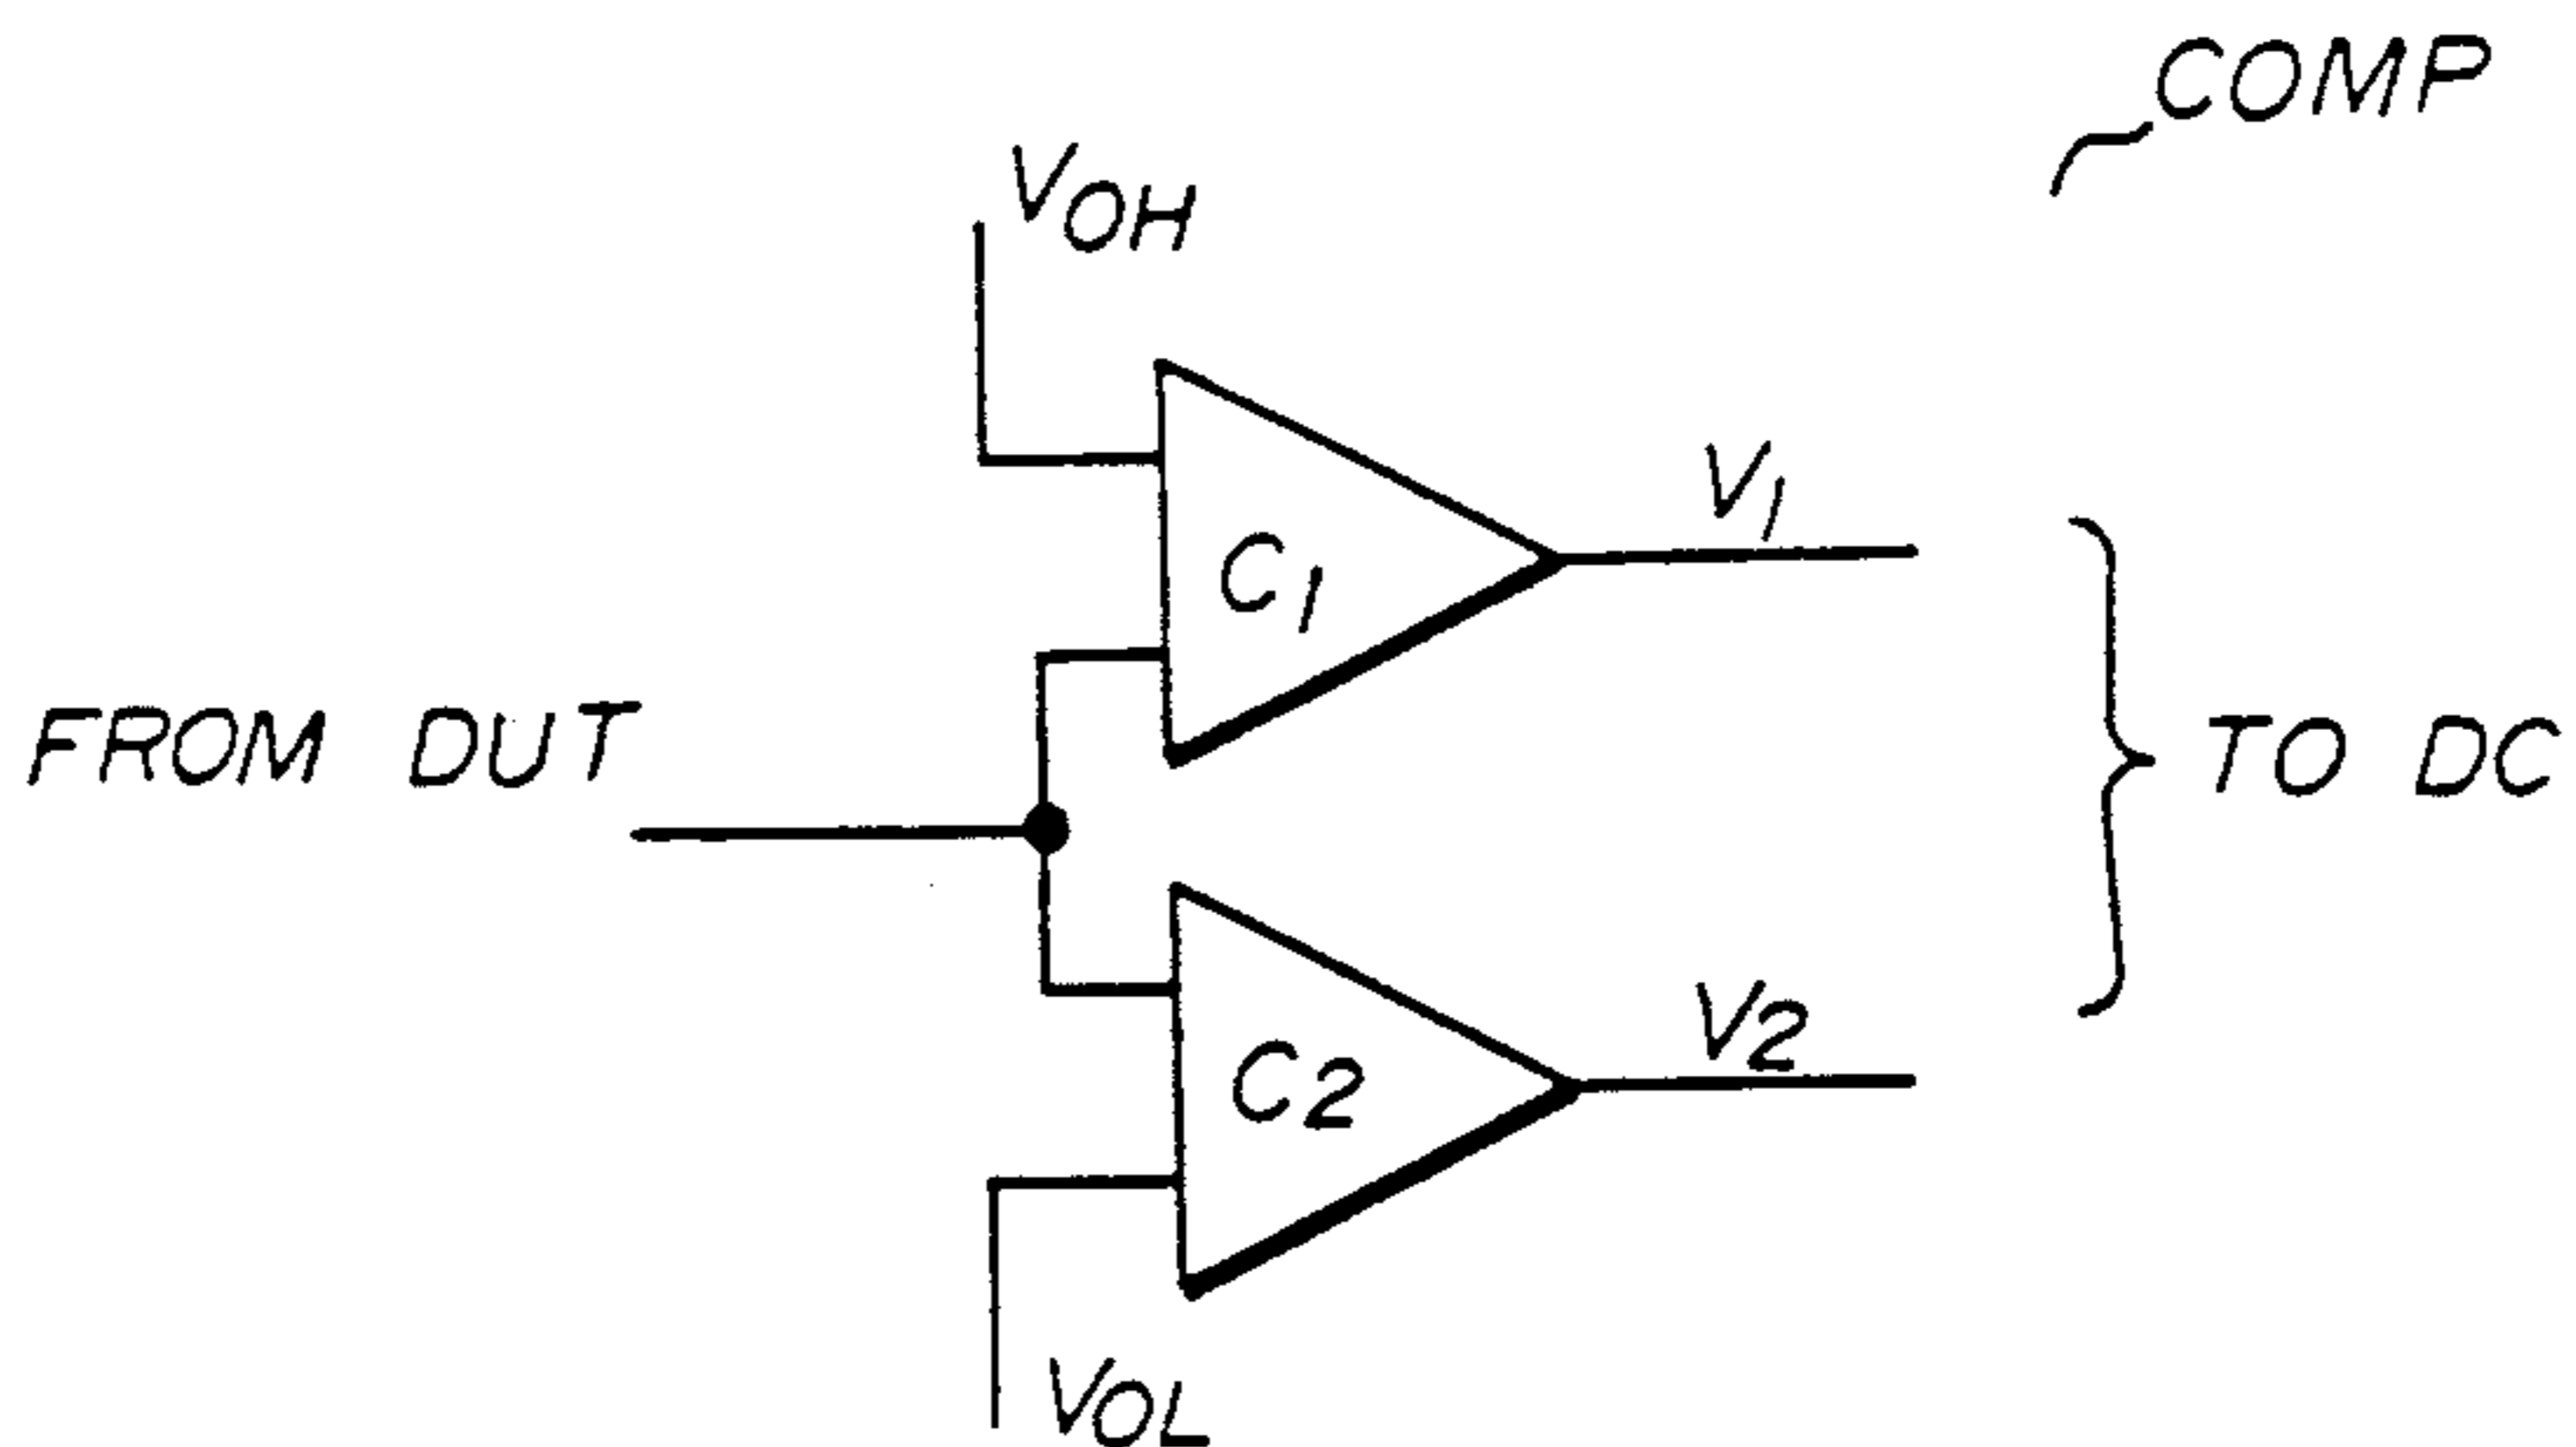 COMP
VOH
V1
C1
FROM DUT
TO DC
V2
C2
VOL